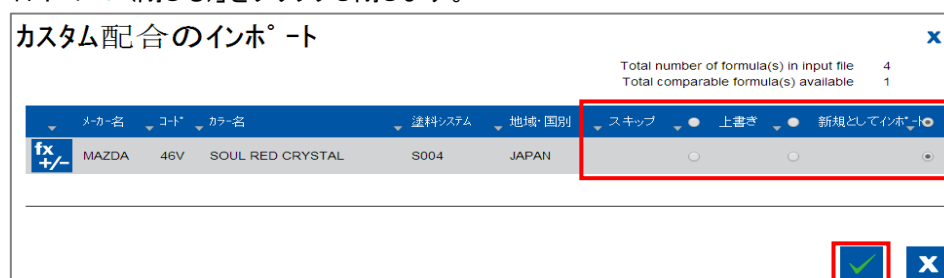 カスタム配合のインポート
x
Total number of formula(s) in input file 4
Total comparable formula(s) available 1
メーカー名 コード カラー名 塗料システム 地域・国別 スキップ 上書き 新規としてインポート
fx +/- MAZDA 46V SOUL RED CRYSTAL S004 JAPAN
X